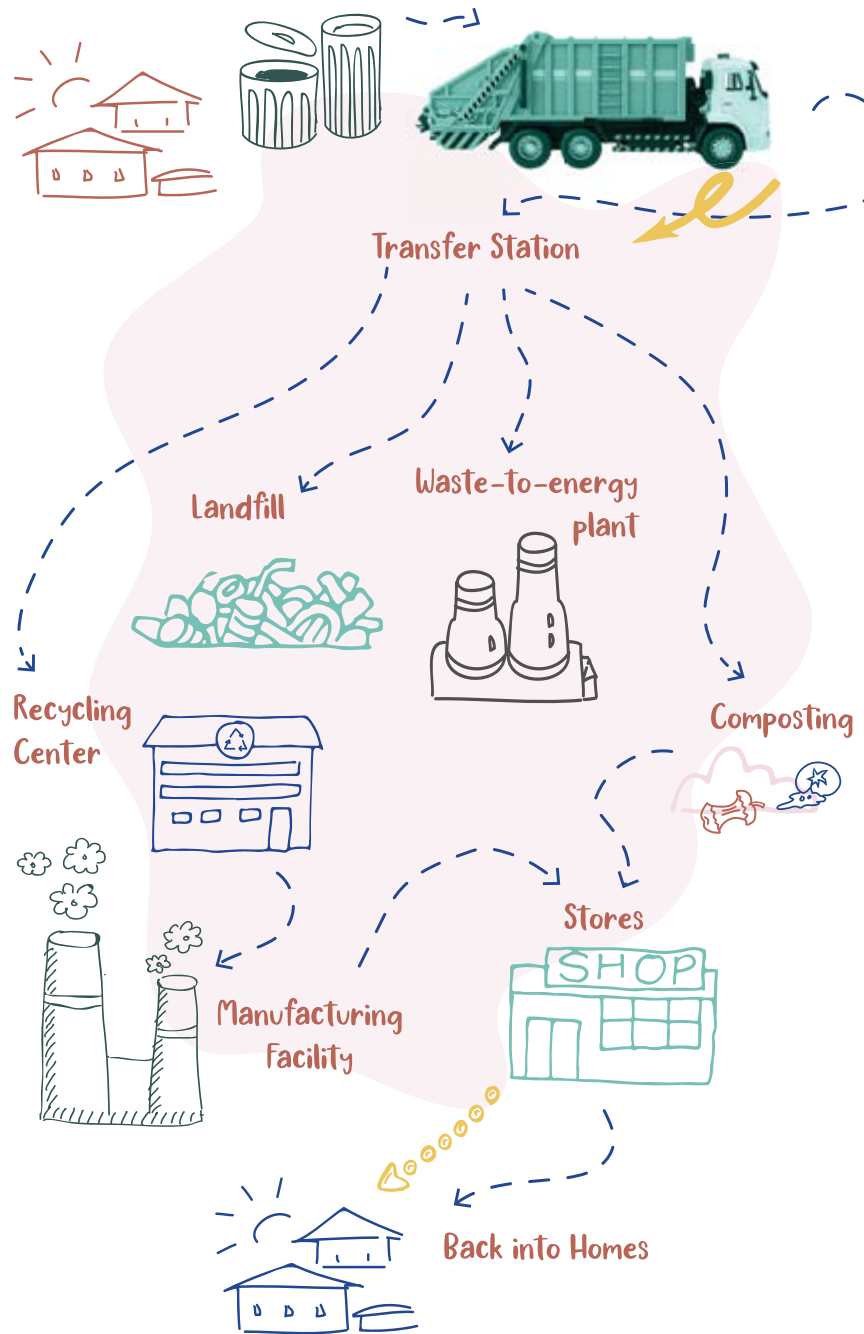 Transfer Station
Landfill
Waste-to-energy
plant
Recycling
Center
Composting
Stores
SHOP
Manufacturing
Facility
Back into Homes